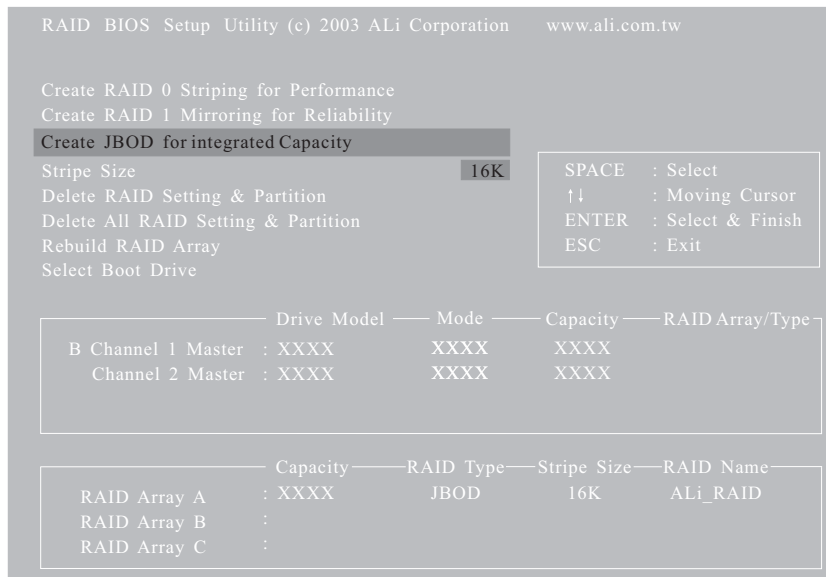 RAID BIOS Setup Utility (c) 2003 ALi Corporation www.ali.com.tw
Create RAID 0 Striping for Performance
Create RAID 1 Mirroring for Reliability
Create JBOD for integrated Capacity
Stripe Size 16K
Delete RAID Setting & Partition
Delete All RAID Setting & Partition
Rebuild RAID Array
Select Boot Drive
SPACE : Select
↑↓ : Moving Cursor
ENTER : Select & Finish
ESC : Exit
Drive Model Mode Capacity RAID Array/Type
B Channel 1 Master : XXXX XXXX XXXX
Channel 2 Master : XXXX XXXX XXXX
Capacity RAID Type Stripe Size RAID Name
RAID Array A : XXXX JBOD 16K ALi_RAID
RAID Array B :
RAID Array C :